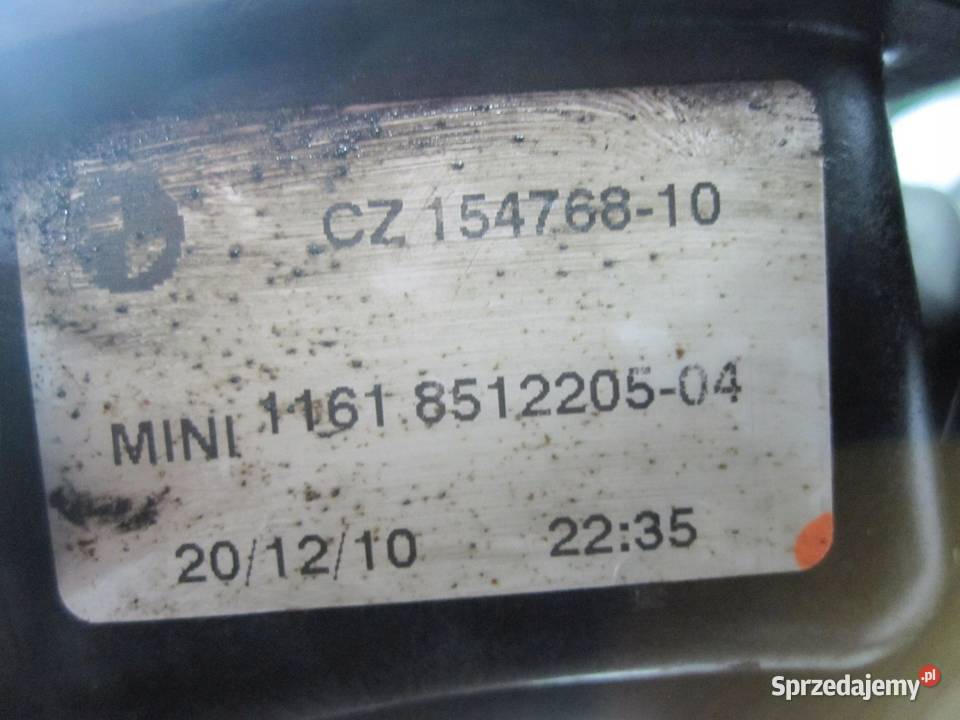 CZ 154768-10
MINI 1161 8512205-04
20/12/10 22:35
Sprzedajemy.pl